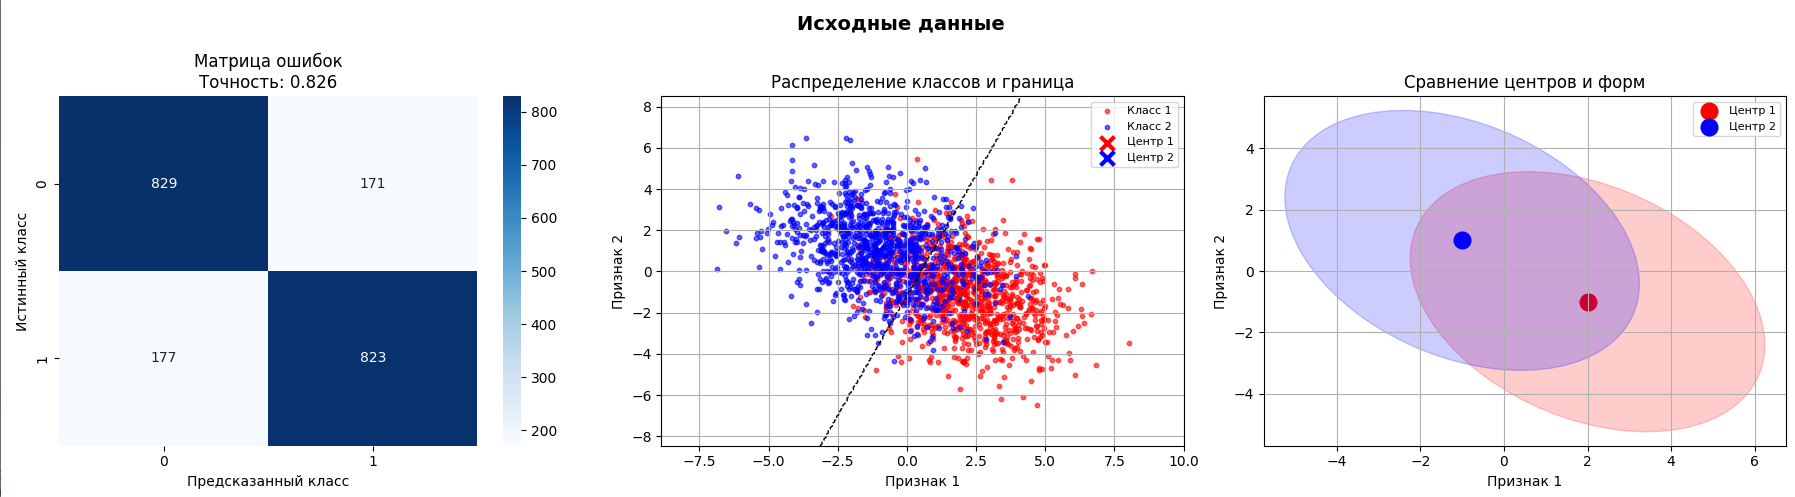 Исходные данные
Матрица ошибок
Точность: 0.826
829
171
177
823
0
1
Истинный класс
0
1
Предсказанный класс
800
700
600
500
400
300
200
Распределение классов и граница
Класс 1
Класс 2
Центр 1
Центр 2
8
6
4
2
0
−2
−4
−6
−8
Признак 2
−7.5
−5.0
−2.5
0.0
2.5
5.0
7.5
10.0
Признак 1
Сравнение центров и форм
Центр 1
Центр 2
4
2
0
−2
−4
Признак 2
−4
−2
0
2
4
6
Признак 1